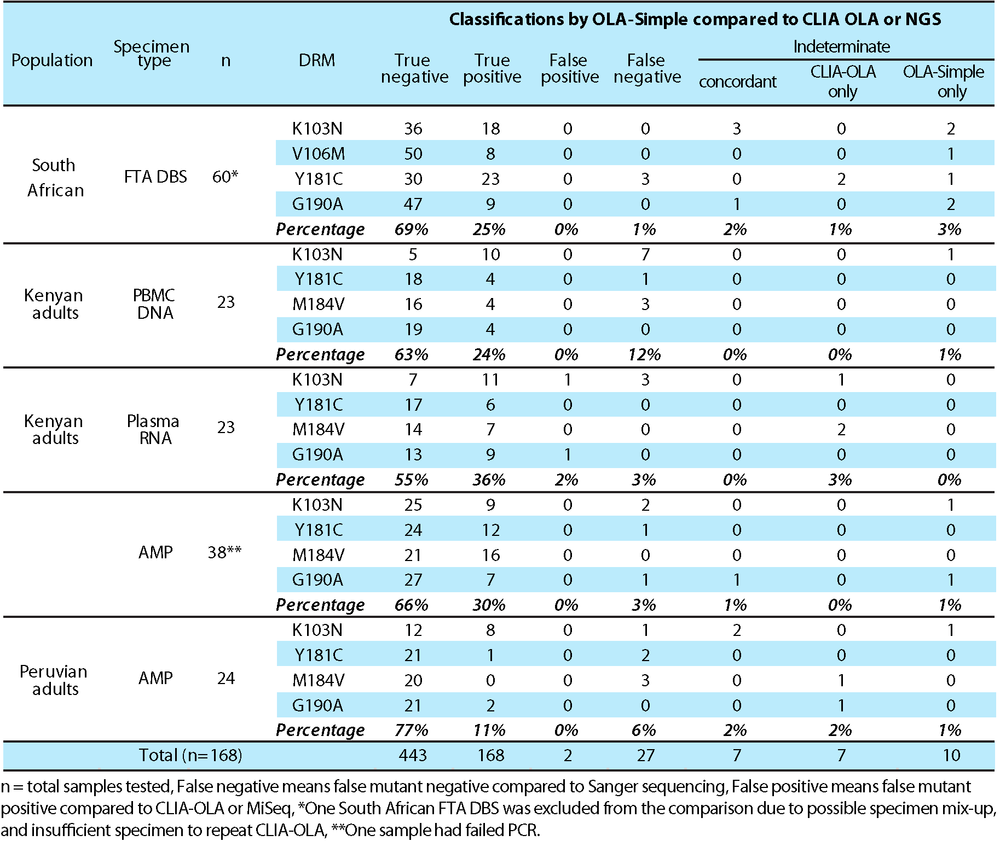 Classifications by OLA-Simple compared to CLIA OLA or NGS
Population Specimen type n DRM True negative True positive False positive False negative Indeterminate
concordant CLIA-OLA only OLA-Simple only
South African FTA DBS 60*
K103N 36 18 0 0 3 0 2
V106M 50 8 0 0 0 0 1
Y181C 30 23 0 3 0 2 1
G190A 47 9 0 0 1 0 2
Percentage 69% 25% 0% 1% 2% 1% 3%
Kenyan adults PBMC DNA 23
K103N 5 10 0 7 0 0 1
Y181C 18 4 0 1 0 0 0
M184V 16 4 0 3 0 0 0
G190A 19 4 0 0 0 0 0
Percentage 63% 24% 0% 12% 0% 0% 1%
Kenyan adults Plasma RNA 23
K103N 7 11 1 3 0 1 0
Y181C 17 6 0 0 0 0 0
M184V 14 7 0 0 0 2 0
G190A 13 9 1 0 0 0 0
Percentage 55% 36% 2% 3% 0% 3% 0%
AMP 38**
K103N 25 9 0 2 0 0 1
Y181C 24 12 0 1 0 0 0
M184V 21 16 0 0 0 0 0
G190A 27 7 0 1 1 0 1
Percentage 66% 30% 0% 3% 1% 0% 1%
Peruvian adults AMP 24
K103N 12 8 0 1 2 0 1
Y181C 21 1 0 2 0 0 0
M184V 20 0 0 3 0 1 0
G190A 21 2 0 0 0 1 0
Percentage 77% 11% 0% 6% 2% 2% 1%
Total (n=168) 443 168 2 27 7 7 10
n = total samples tested, False negative means false mutant negative compared to Sanger sequencing, False positive means false mutant
positive compared to CLIA-OLA or MiSeq, *One South African FTA DBS was excluded from the comparison due to possible specimen mix-up,
and insufficient specimen to repeat CLIA-OLA, **One sample had failed PCR.